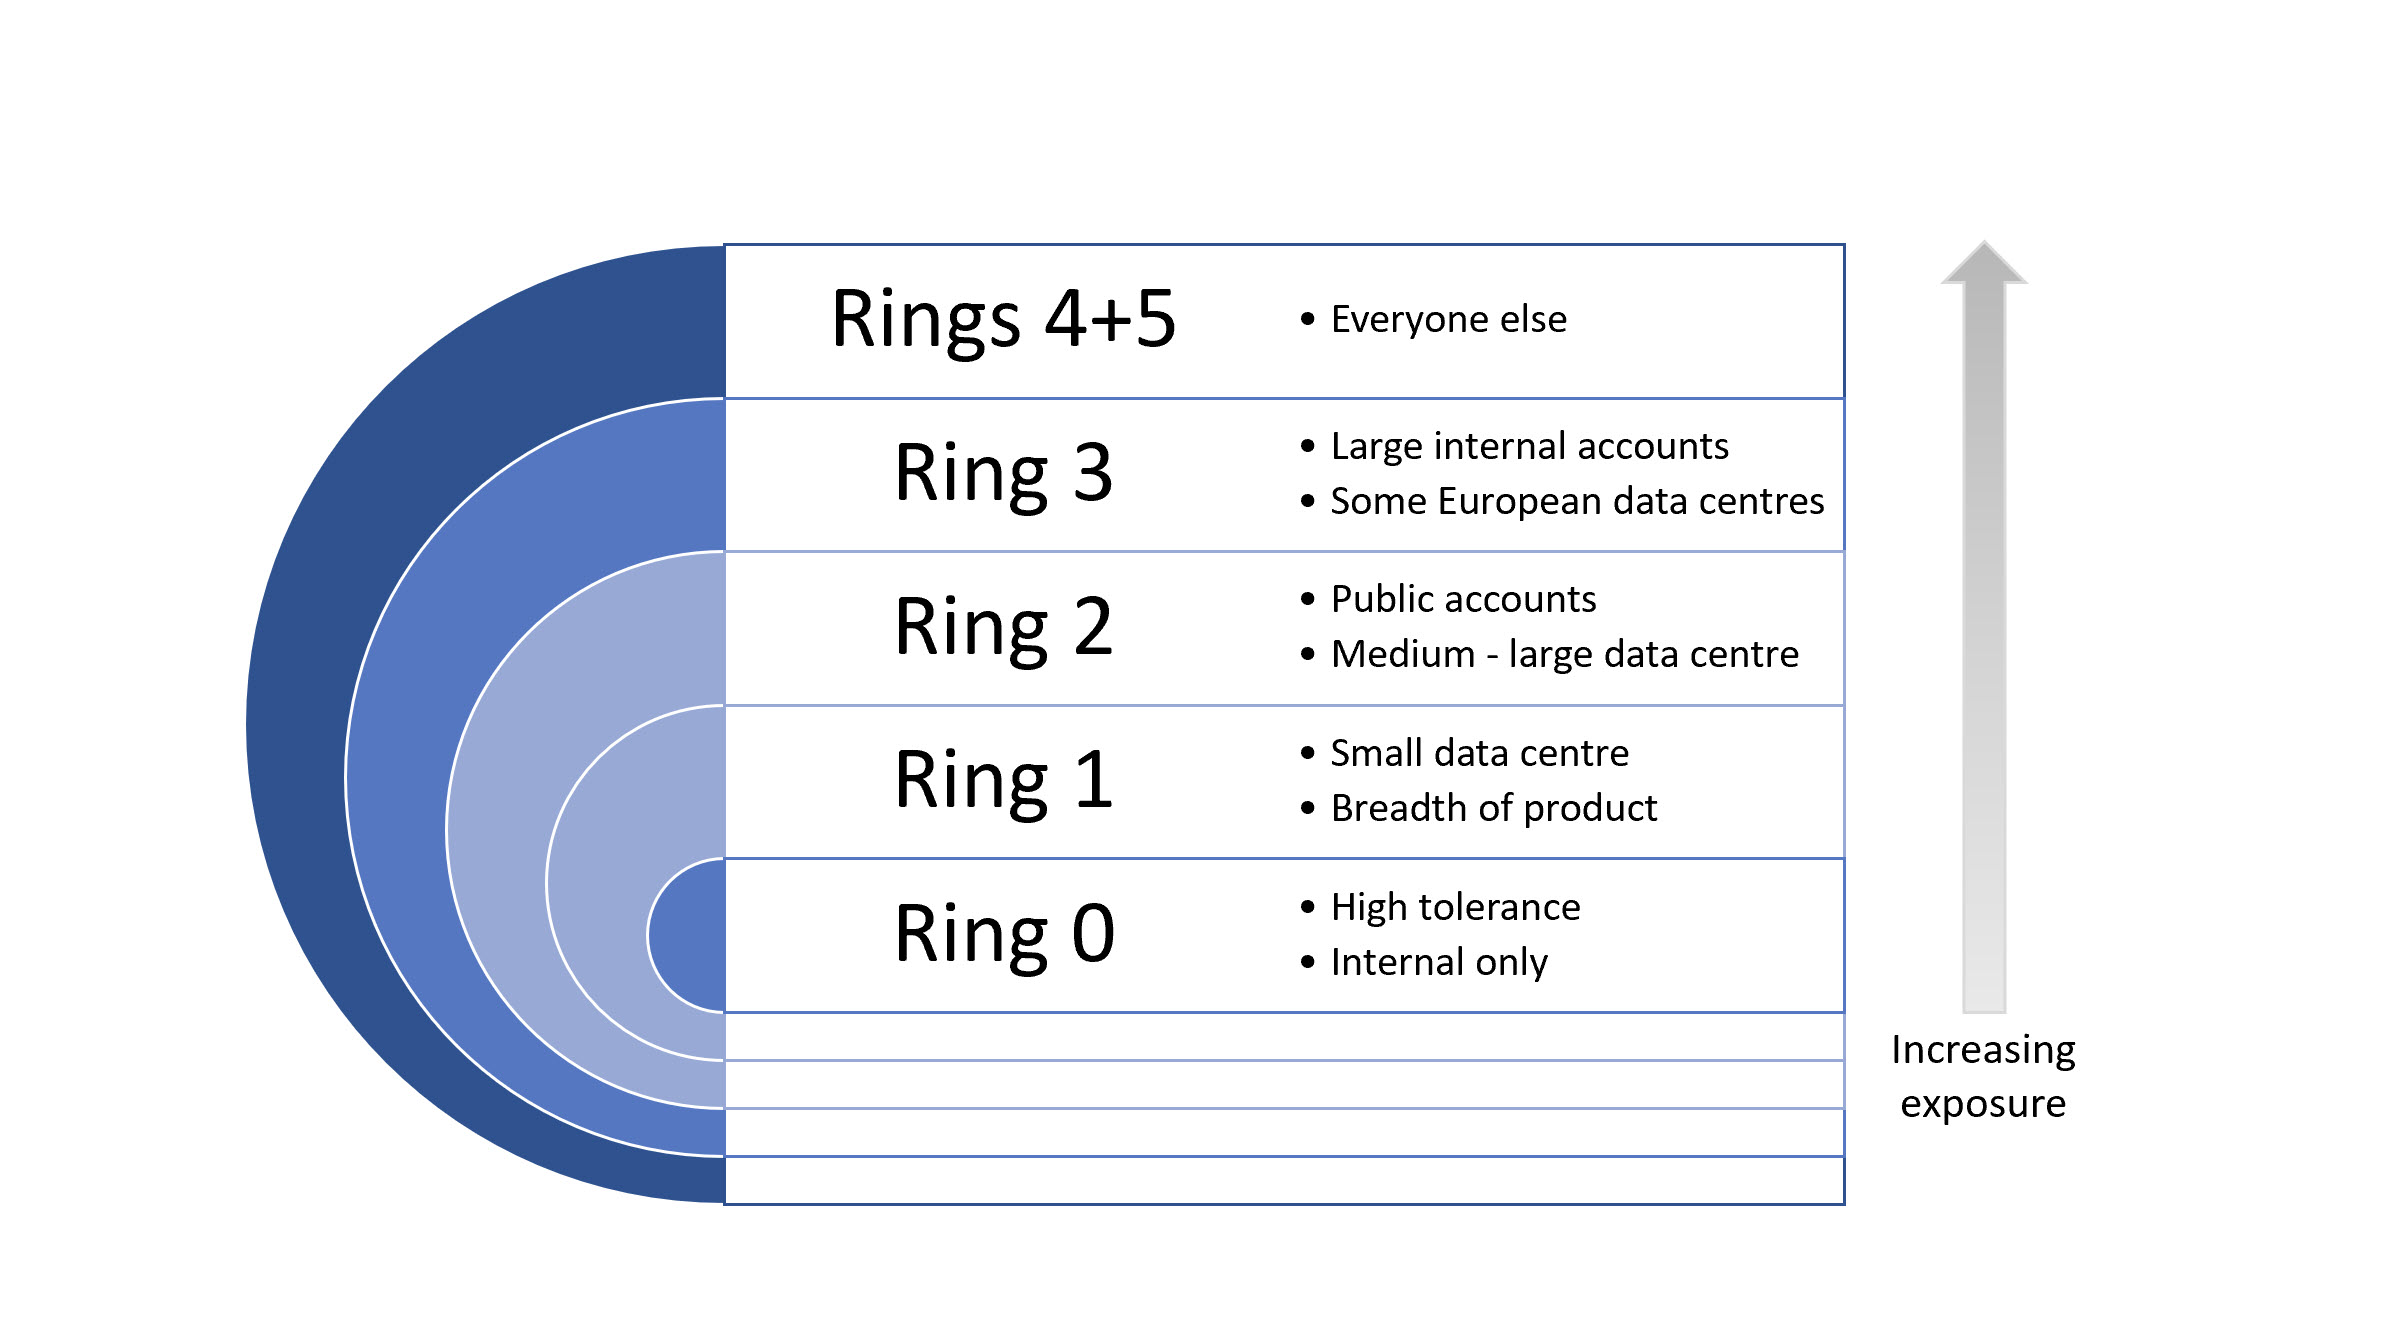 Rings 4+5
• Everyone else
Ring 3
• Large internal accounts
• Some European data centres
Ring 2
• Public accounts
• Medium - large data centre
Ring 1
• Small data centre
• Breadth of product
Ring 0
• High tolerance
• Internal only
Increasing
exposure